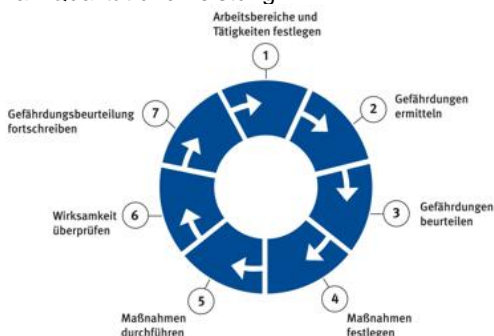 Arbeitsbereiche und
Tätigkeiten festlegen
1
2
Gefährdungen
ermitteln
3
Gefährdungen
beurteilen
4
Maßnahmen
festlegen
5
Maßnahmen
durchführen
6
Wirksamkeit
überprüfen
7
Gefährdungsbeurteilung
fortschreiben